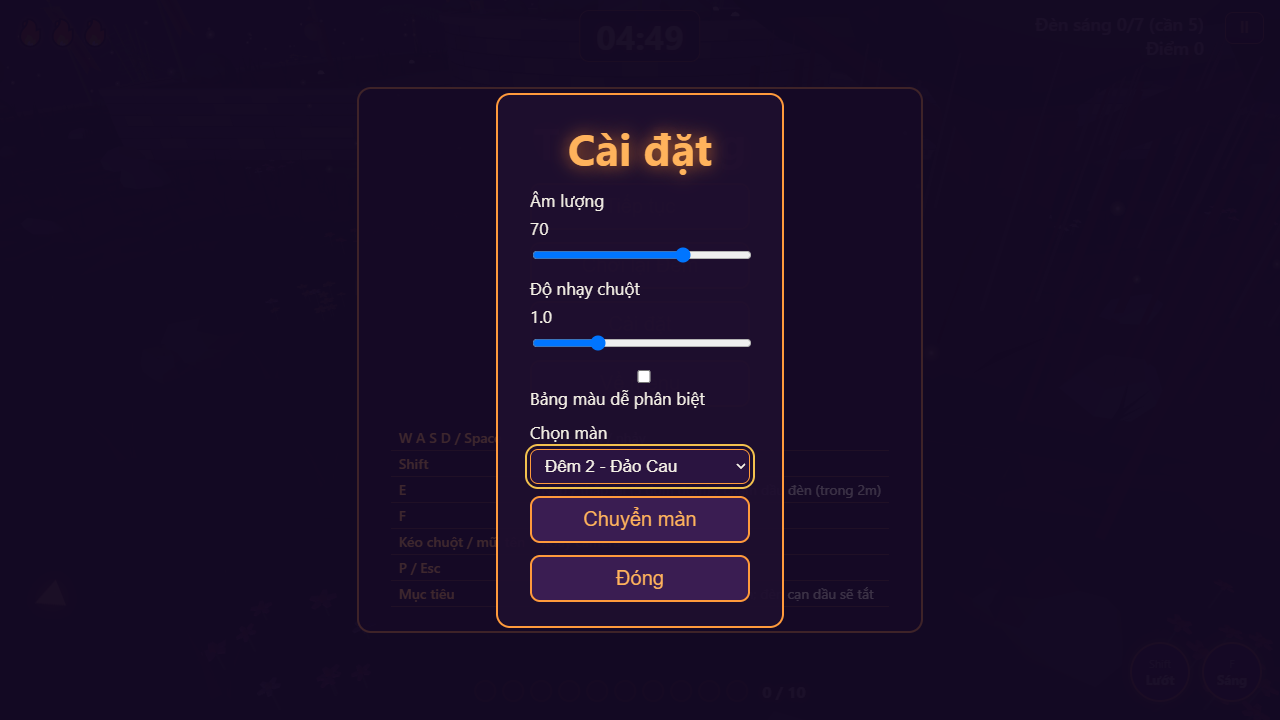 04:49
Đèn sáng 0/7 (cần 5)
Điểm 0
Cài đặt
Âm lượng
70
Độ nhạy chuột
1.0
Bảng màu dễ phân biệt
Chọn màn
Đêm 2 - Đảo Cau
Chuyển màn
Đóng
W A S D / Space
Shift
E
đèn (trong 2m)
F
Kéo chuột /
P / Esc
Mục tiêu
cạn dầu sẽ tắt
Lướt
Sáng
0 / 10